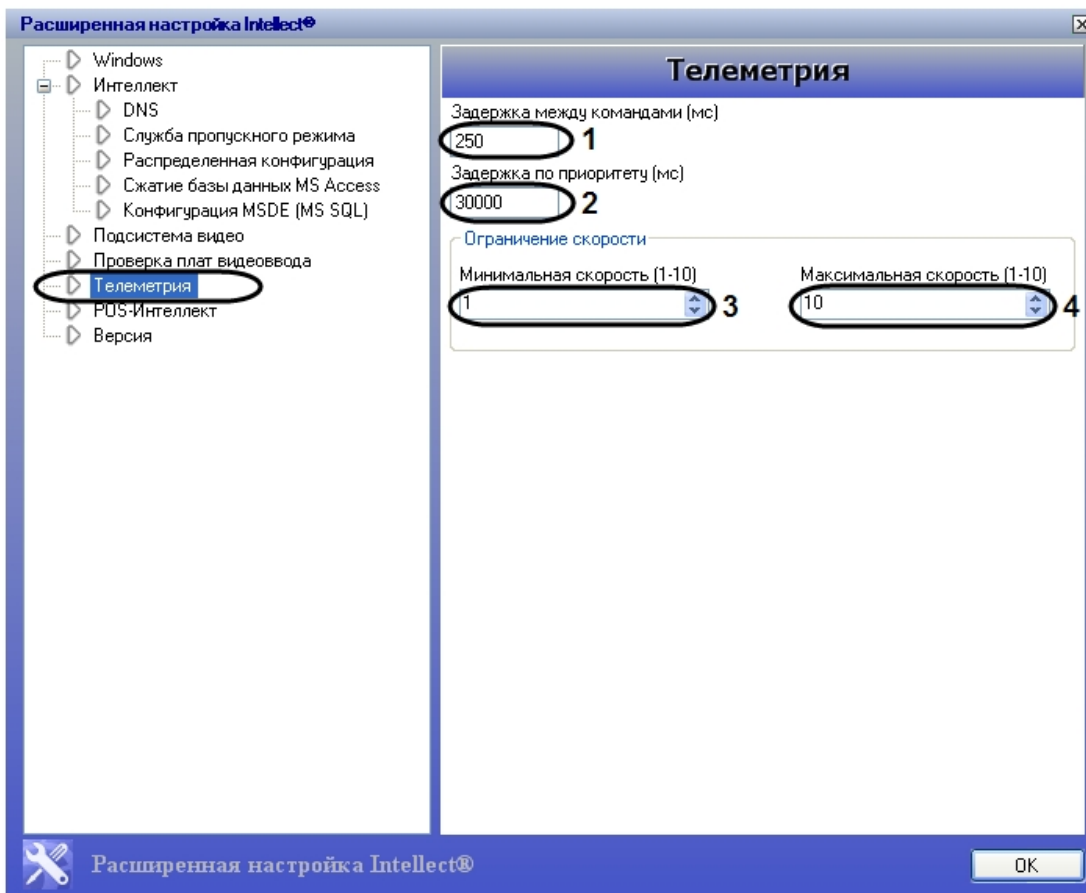 Расширенная настройка Intellect®
Windows
Интеллект
DNS
Служба пропускного режима
Распределенная конфигурация
Сжатие базы данных MS Access
Конфигурация MSDE (MS SQL)
Подсистема видео
Проверка плат видеоввода
Телеметрия
POS-Интеллект
Версия
Телеметрия
Задержка между командами (мс)
250 1
Задержка по приоритету (мс)
30000 2
Ограничение скорости
Минимальная скорость (1-10) Максимальная скорость (1-10)
1 3 10 4
Расширенная настройка Intellect®
OK